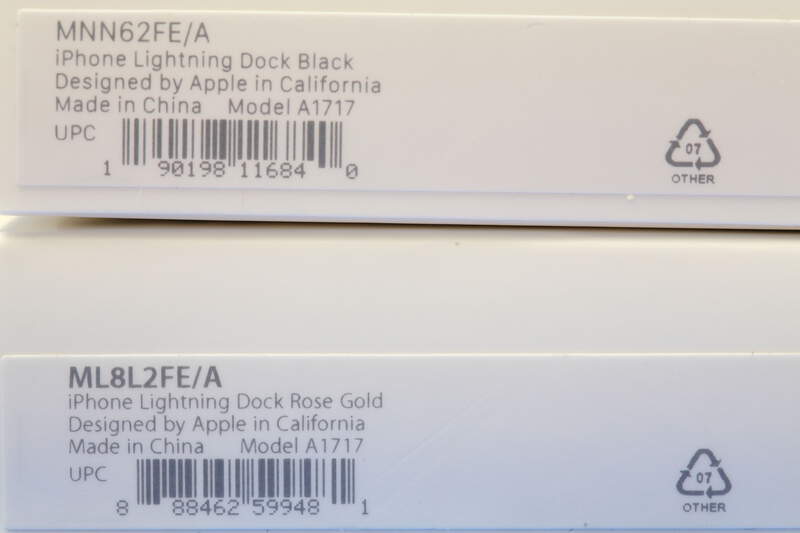 MNN62FE/A
iPhone Lightning Dock Black
Designed by Apple in California
Made in China Model A1717
UPC
1 90198 11684 0
07
OTHER
ML8L2FE/A
iPhone Lightning Dock Rose Gold
Designed by Apple in California
Made in China Model A1717
UPC
8 88462 59948 1
07
OTHER